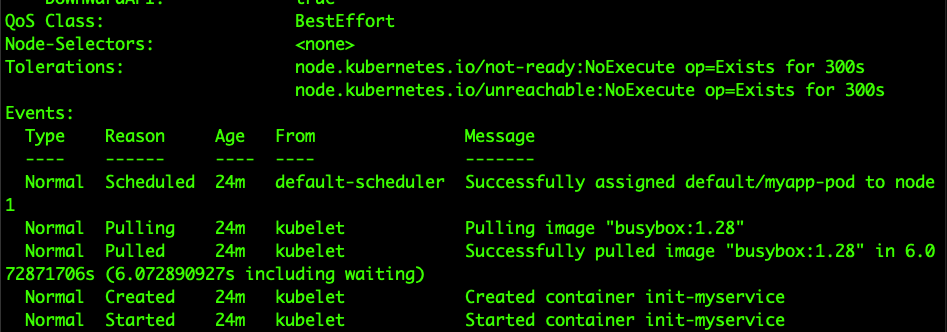 DownwardAPI: true
QoS Class: BestEffort
Node-Selectors: <none>
Tolerations: node.kubernetes.io/not-ready:NoExecute op=Exists for 300s
node.kubernetes.io/unreachable:NoExecute op=Exists for 300s
Events:
Type Reason Age From Message
---- ------ ---- ---- -------
Normal Scheduled 24m default-scheduler Successfully assigned default/myapp-pod to node
1
Normal Pulling 24m kubelet Pulling image "busybox:1.28"
Normal Pulled 24m kubelet Successfully pulled image "busybox:1.28" in 6.0
72871706s (6.072890927s including waiting)
Normal Created 24m kubelet Created container init-myservice
Normal Started 24m kubelet Started container init-myservice